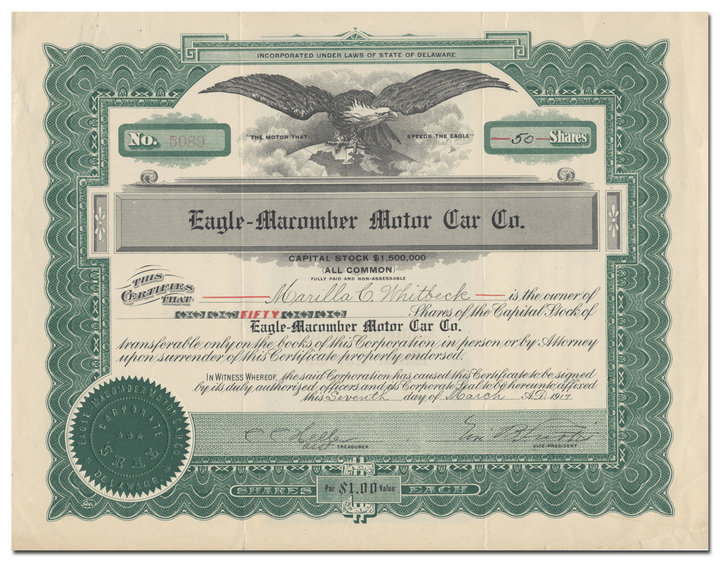 INCORPORATED UNDER LAWS OF STATE OF DELAWARE
"THE MOTOR THAT SPEEDS THE EAGLE"
No. 5089
50 Shares
Eagle-Macomber Motor Car Co.
CAPITAL STOCK $1,500,000
(ALL COMMON)
FULLY PAID AND NON-ASSESSABLE
THIS CERTIFIES THAT Marilla C. Whitbeck is the owner of
FIFTY Shares of the Capital Stock of
Eagle-Macomber Motor Car Co.
transferable only on the books of this Corporation in person or by Attorney
upon surrender of this Certificate properly endorsed.
IN WITNESS WHEREOF, the said Corporation has caused this Certificate to be signed
by its duly authorized officers and its Corporate Seal to be hereunto affixed
this Seventh day of March A.D. 1917.
TREASURER
VICE-PRESIDENT
CORPORATE SEAL
SHARES Par $1.00 Value EACH